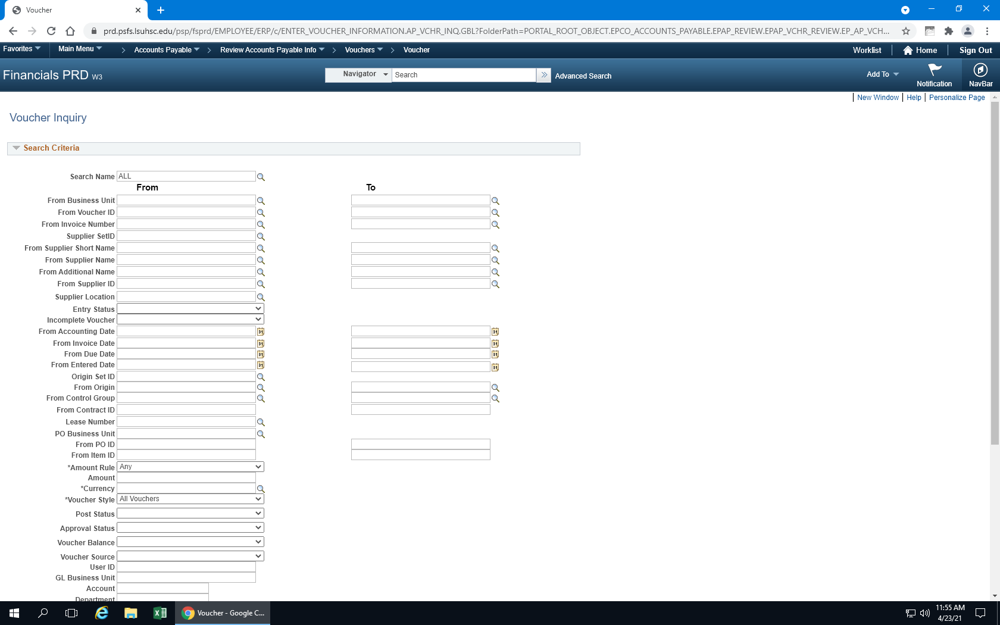 Voucher
prd.psfs.lsuhsc.edu/psp/fsprd/EMPLOYEE/ERP/c/ENTER_VOUCHER_INFORMATION.AP_VCHR_INQ.GBL?FolderPath=PORTAL_ROOT_OBJECT.EPCO_ACCOUNTS_PAYABLE.EPAP_REVIEW.EPAP_VCHR_REVIEW.EP_AP_VCH...
Favorites Main Menu > Accounts Payable > Review Accounts Payable Info > Vouchers > Voucher Worklist Home Sign Out
Financials PRD W3 Navigator Search » Advanced Search Add To Notification NavBar
New Window Help Personalize Page
Voucher Inquiry
Search Criteria
Search Name ALL
From To
From Business Unit
From Voucher ID
From Invoice Number
Supplier SetID
From Supplier Short Name
From Supplier Name
From Additional Name
From Supplier ID
Supplier Location
Entry Status
Incomplete Voucher
From Accounting Date 31 31
From Invoice Date 31 31
From Due Date 31 31
From Entered Date 31 31
Origin Set ID
From Origin
From Control Group
From Contract ID
Lease Number
PO Business Unit
From PO ID
From Item ID
*Amount Rule Any
Amount
*Currency
*Voucher Style All Vouchers
Post Status
Approval Status
Voucher Balance
Voucher Source
User ID
GL Business Unit
Account
Department
Voucher - Google C...
11:55 AM
4/23/21